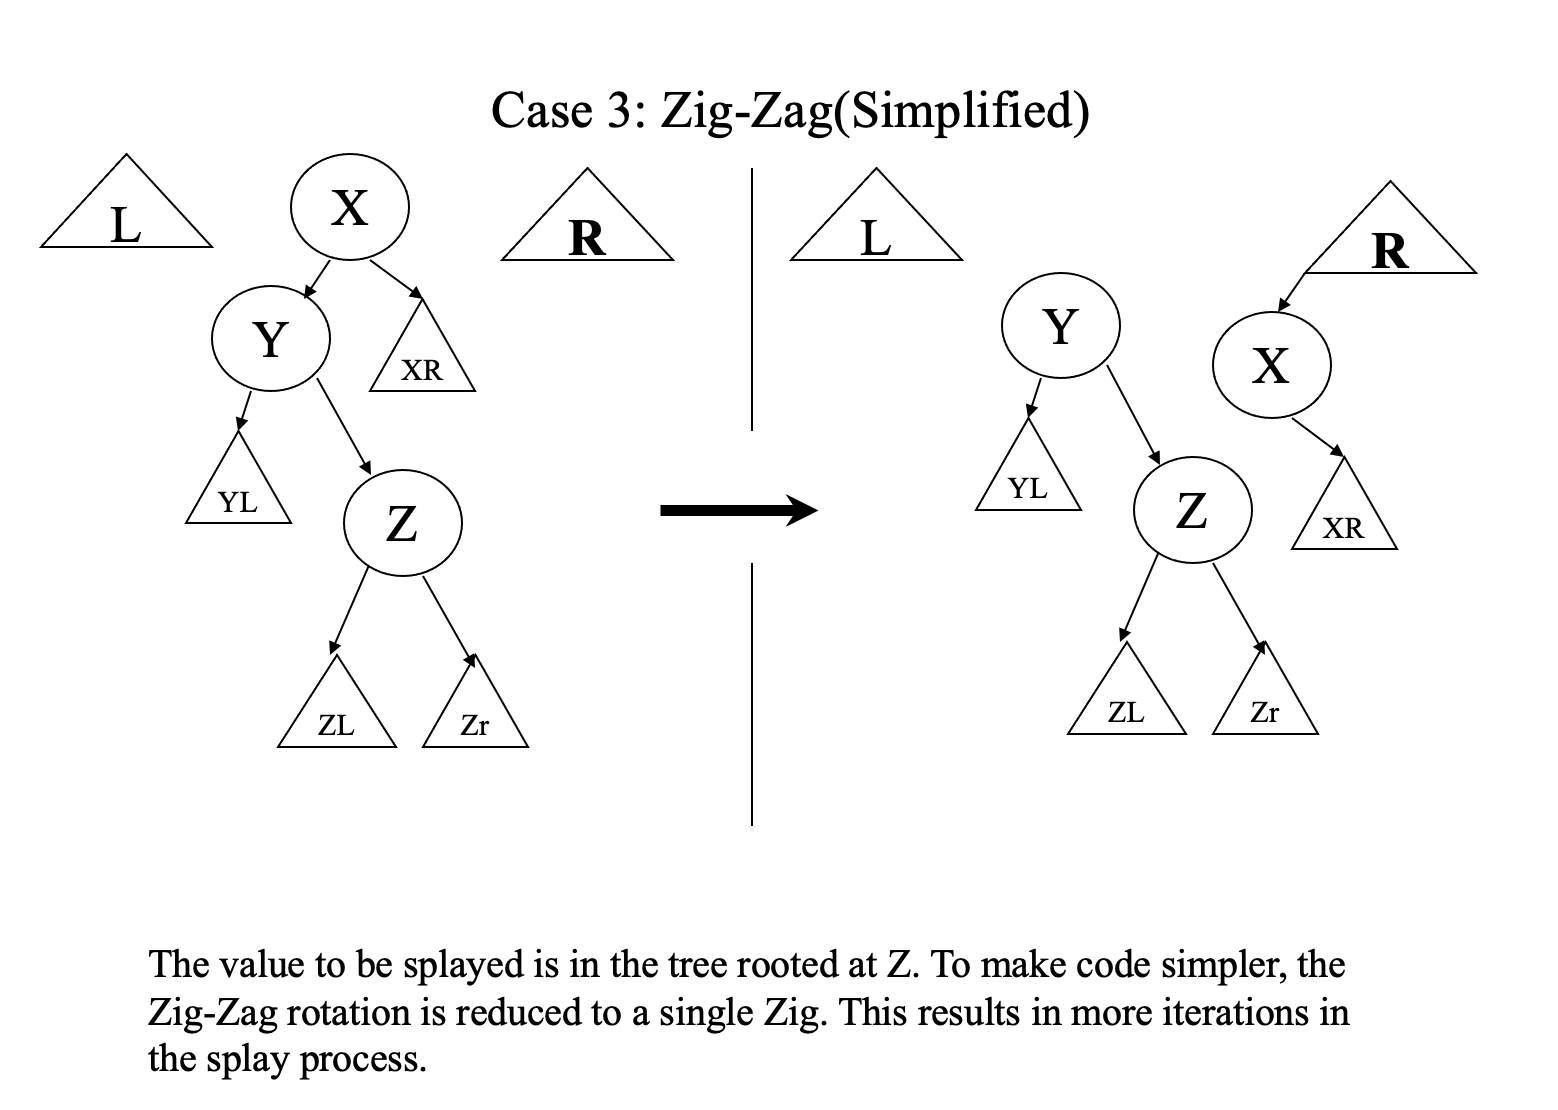 Case 3: Zig-Zag(Simplified)
L
X
R
L
R
Y
XR
Y
X
YL
Z
YL
Z
XR
ZL
Zr
ZL
Zr
The value to be splayed is in the tree rooted at Z. To make code simpler, the
Zig-Zag rotation is reduced to a single Zig. This results in more iterations in
the splay process.